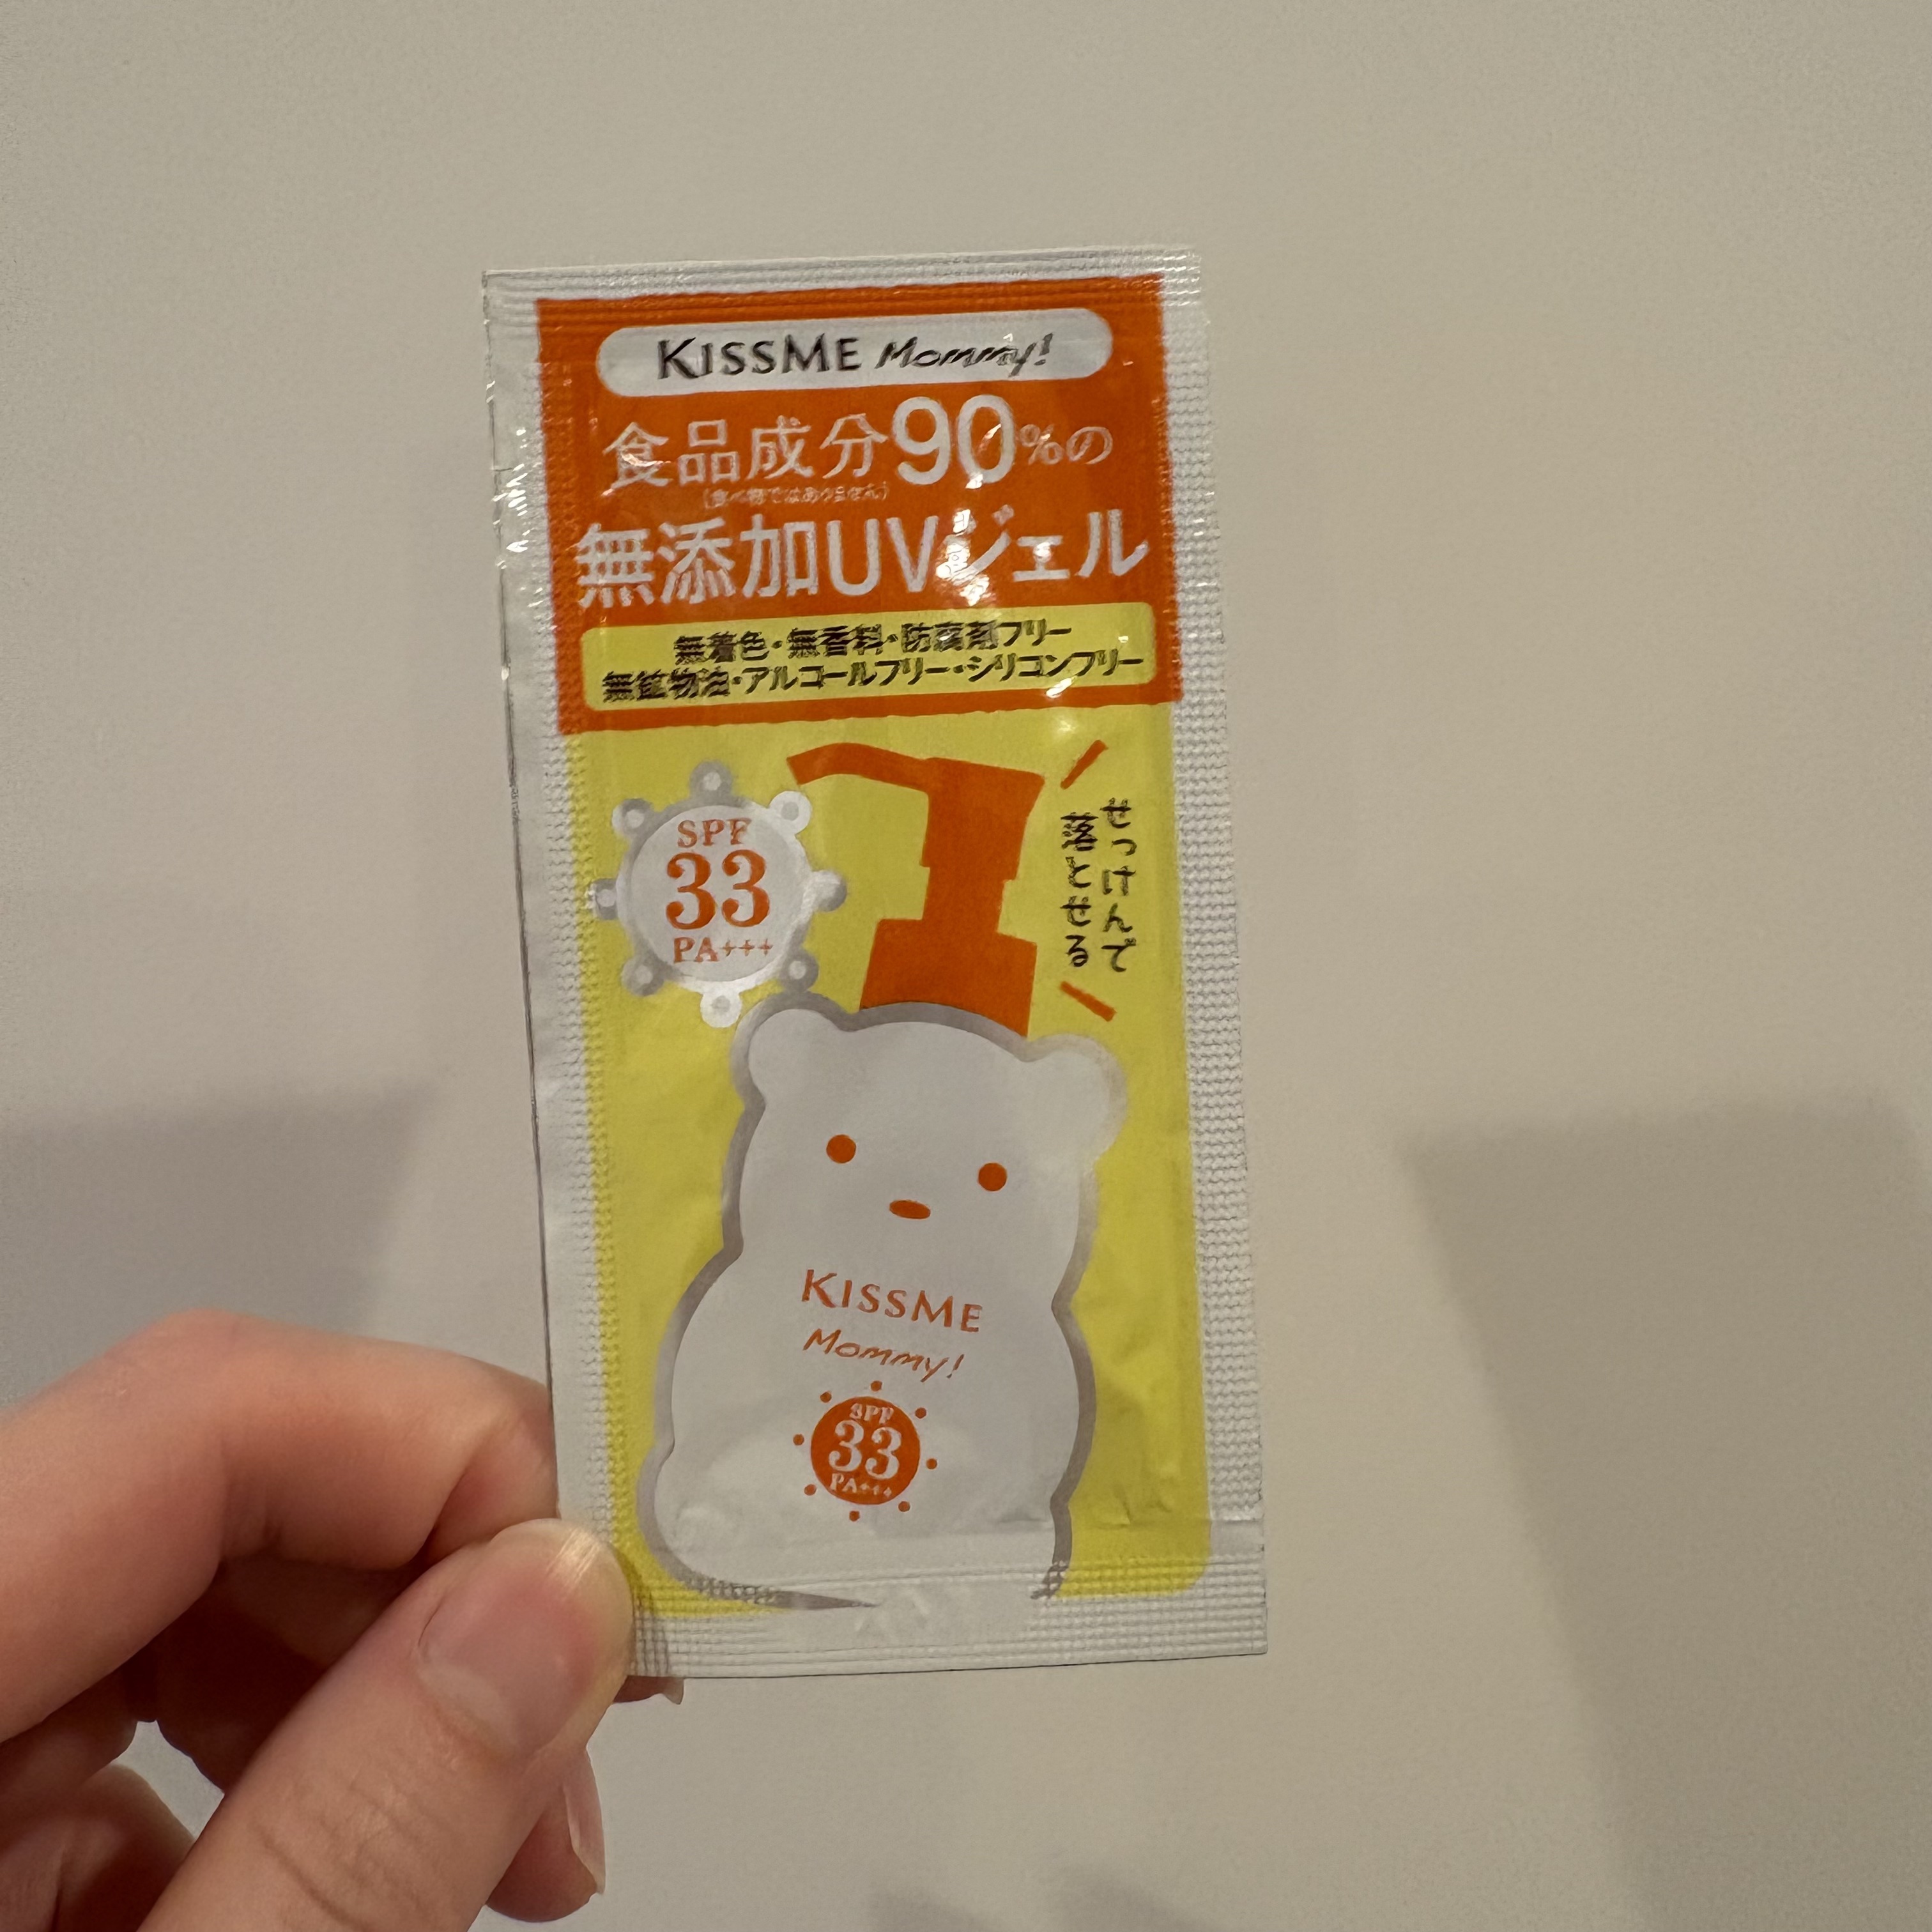 KISSME Mommy!
食品成分90%の
(食べ物ではありません)
無添加UVジェル
無着色・無香料・防腐剤フリー
無鉱物油・アルコールフリー・シリコンフリー
SPF
33
PA+++
せっけんで
落とせる
KISSME
Mommy!
SPF
33
PA+++